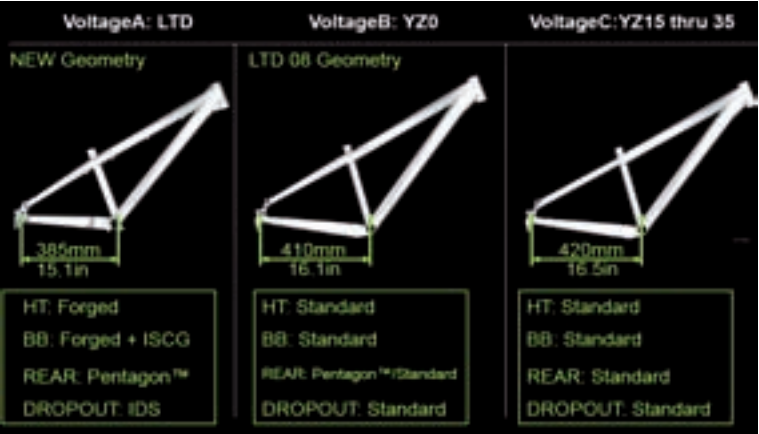 VoltageA: LTD
NEW Geometry
385mm
15.1in
HT: Forged
BB: Forged + ISCG
REAR: Pentagon™
DROPOUT: IDS
VoltageB: YZ0
LTD 08 Geometry
410mm
16.1in
HT: Standard
BB: Standard
REAR: Pentagon™/Standard
DROPOUT: Standard
VoltageC:YZ15 thru 35
420mm
16.5in
HT: Standard
BB: Standard
REAR: Standard
DROPOUT: Standard